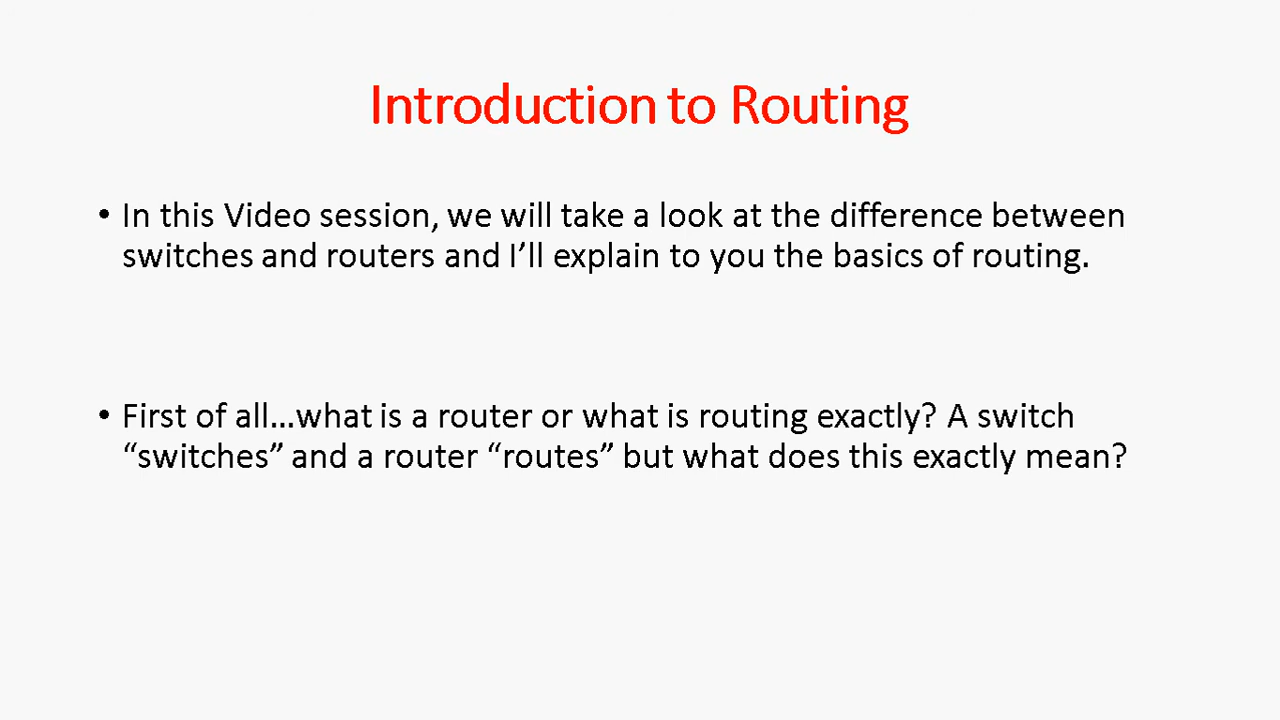 Introduction to Routing
• In this Video session, we will take a look at the difference between
switches and routers and I’ll explain to you the basics of routing.
• First of all...what is a router or what is routing exactly? A switch
“switches” and a router “routes” but what does this exactly mean?